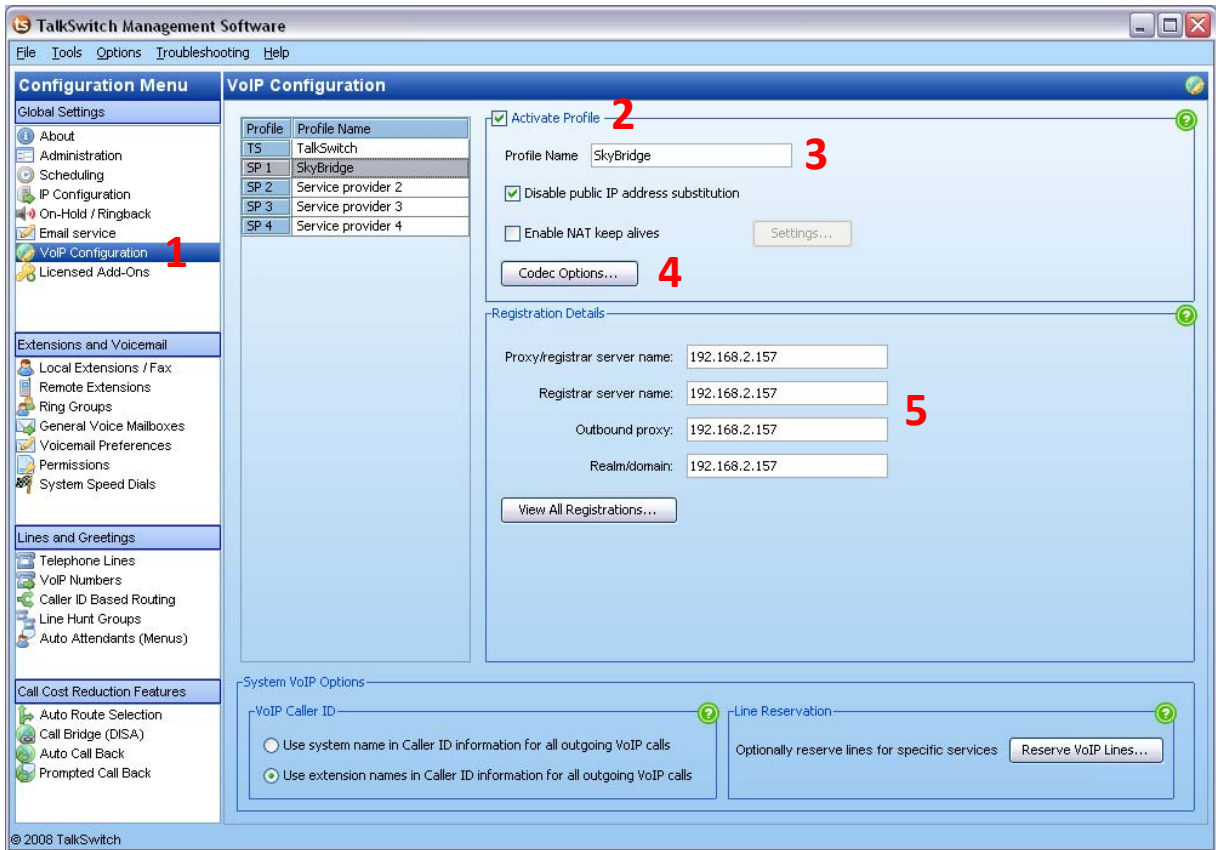 TalkSwitch Management Software
File Tools Options Troubleshooting Help
Configuration Menu
Global Settings
About
Administration
Scheduling
IP Configuration
On-Hold / Ringback
Email service
VoIP Configuration
1
Licensed Add-Ons
Extensions and Voicemail
Local Extensions / Fax
Remote Extensions
Ring Groups
General Voice Mailboxes
Voicemail Preferences
Permissions
System Speed Dials
Lines and Greetings
Telephone Lines
VoIP Numbers
Caller ID Based Routing
Line Hunt Groups
Auto Attendants (Menus)
Call Cost Reduction Features
Auto Route Selection
Call Bridge (DISA)
Auto Call Back
Prompted Call Back
VoIP Configuration
Profile Profile Name
TS TalkSwitch
SP 1 SkyBridge
SP 2 Service provider 2
SP 3 Service provider 3
SP 4 Service provider 4
Activate Profile 2
Profile Name SkyBridge 3
Disable public IP address substitution
Enable NAT keep alives Settings...
Codec Options... 4
Registration Details
Proxy/registrar server name: 192.168.2.157
Registrar server name: 192.168.2.157
5
Outbound proxy: 192.168.2.157
Realm/domain: 192.168.2.157
View All Registrations...
System VoIP Options
VoIP Caller ID
Use system name in Caller ID information for all outgoing VoIP calls
Use extension names in Caller ID information for all outgoing VoIP calls
Line Reservation
Optionally reserve lines for specific services Reserve VoIP Lines...
© 2008 TalkSwitch